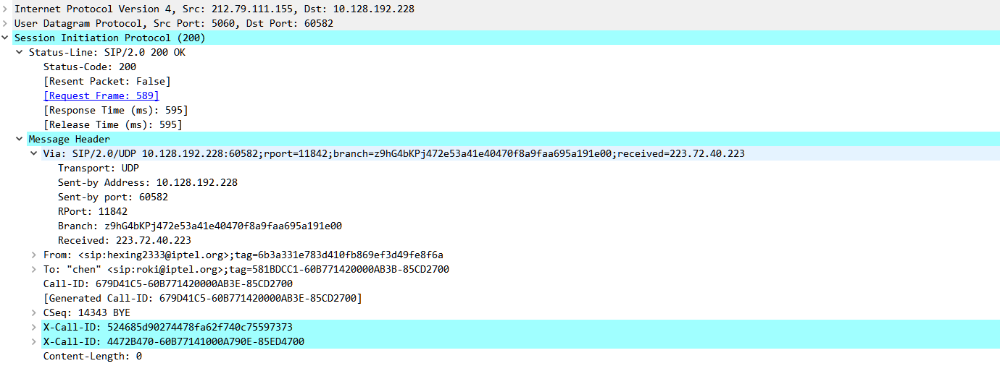 Internet Protocol Version 4, Src: 212.79.111.155, Dst: 10.128.192.228
User Datagram Protocol, Src Port: 5060, Dst Port: 60582
Session Initiation Protocol (200)
Status-Line: SIP/2.0 200 OK
Status-Code: 200
[Resent Packet: False]
[Request Frame: 589]
[Response Time (ms): 595]
[Release Time (ms): 595]
Message Header
Via: SIP/2.0/UDP 10.128.192.228:60582;rport=11842;branch=z9hG4bKPj472e53a41e40470f8a9faa695a191e00;received=223.72.40.223
Transport: UDP
Sent-by Address: 10.128.192.228
Sent-by port: 60582
RPort: 11842
Branch: z9hG4bKPj472e53a41e40470f8a9faa695a191e00
Received: 223.72.40.223
From: <sip:hexing2333@iptel.org>;tag=6b3a331e783d410fb869ef3d49fe8f6a
To: "chen" <sip:roki@iptel.org>;tag=581BDCC1-60B771420000AB3B-85CD2700
Call-ID: 679D41C5-60B771420000AB3E-85CD2700
[Generated Call-ID: 679D41C5-60B771420000AB3E-85CD2700]
CSeq: 14343 BYE
X-Call-ID: 524685d90274478fa62f740c75597373
X-Call-ID: 4472B470-60B77141000A790E-85ED4700
Content-Length: 0